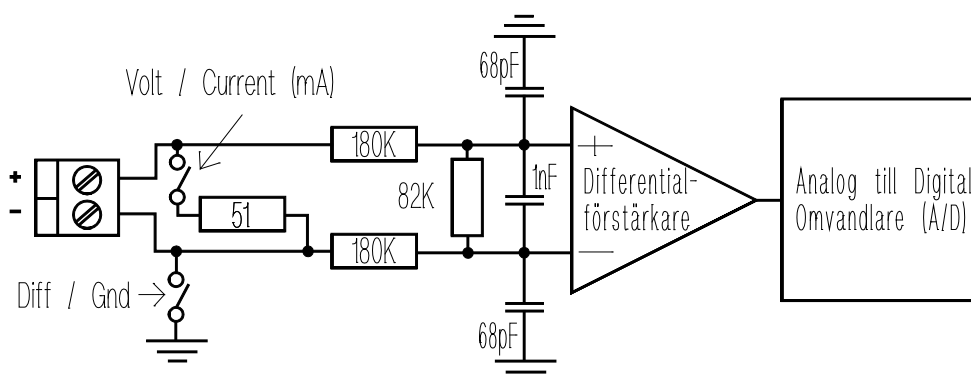 68pF
Volt / Current (mA)
180K
+
-
51
82K
1nF
+
Differential-
förstärkare
-
Analog till Digital
Omvandlare (A/D)
180K
Diff / Gnd
68pF